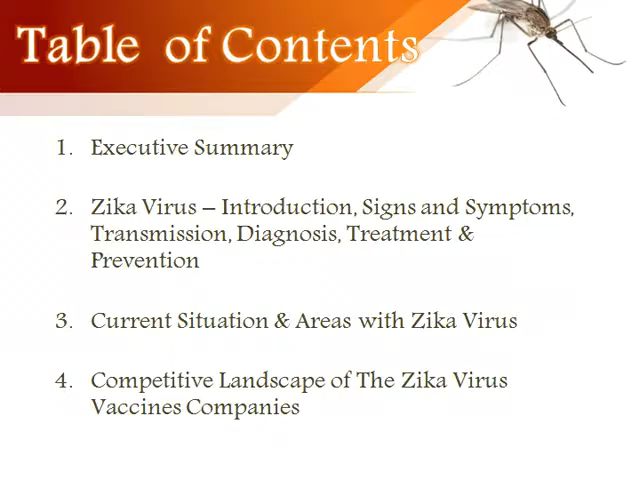 Table of Contents
1. Executive Summary
2. Zika Virus – Introduction, Signs and Symptoms,
Transmission, Diagnosis, Treatment &
Prevention
3. Current Situation & Areas with Zika Virus
4. Competitive Landscape of The Zika Virus
Vaccines Companies